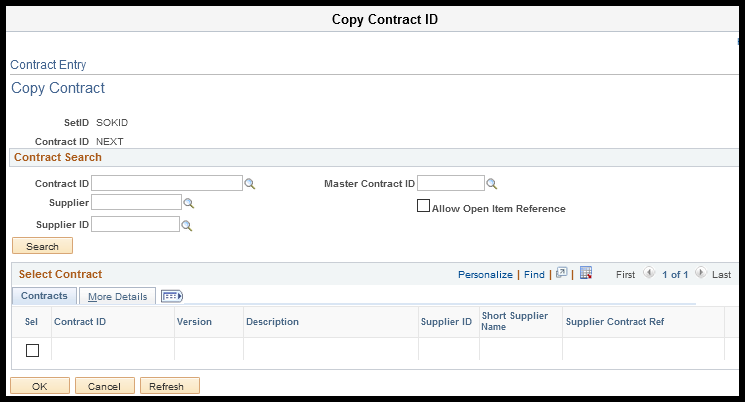 Copy Contract ID
Contract Entry
Copy Contract
SetID SOKID
Contract ID NEXT
Contract Search
Contract ID Master Contract ID
Supplier Allow Open Item Reference
Supplier ID
Search
Select Contract Personalize | Find | | First 1 of 1 Last
Contracts More Details
Sel Contract ID Version Description Supplier ID Short Supplier Name Supplier Contract Ref
OK Cancel Refresh